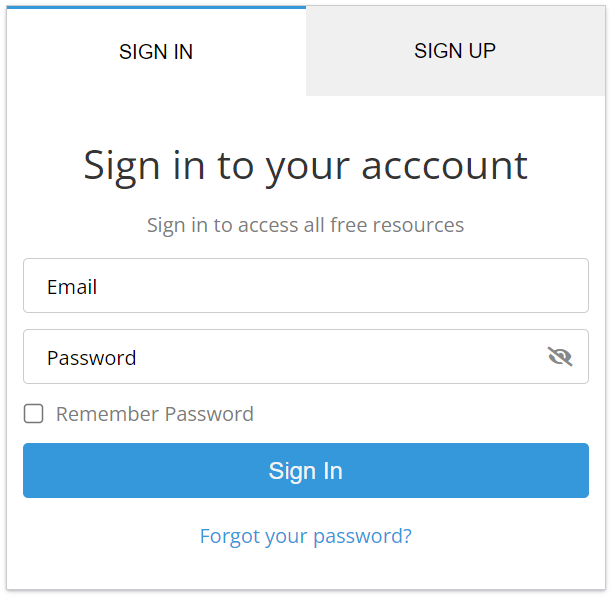 SIGN IN
SIGN UP
Sign in to your acccount
Sign in to access all free resources
Email
Password
Remember Password
Sign In
Forgot your password?